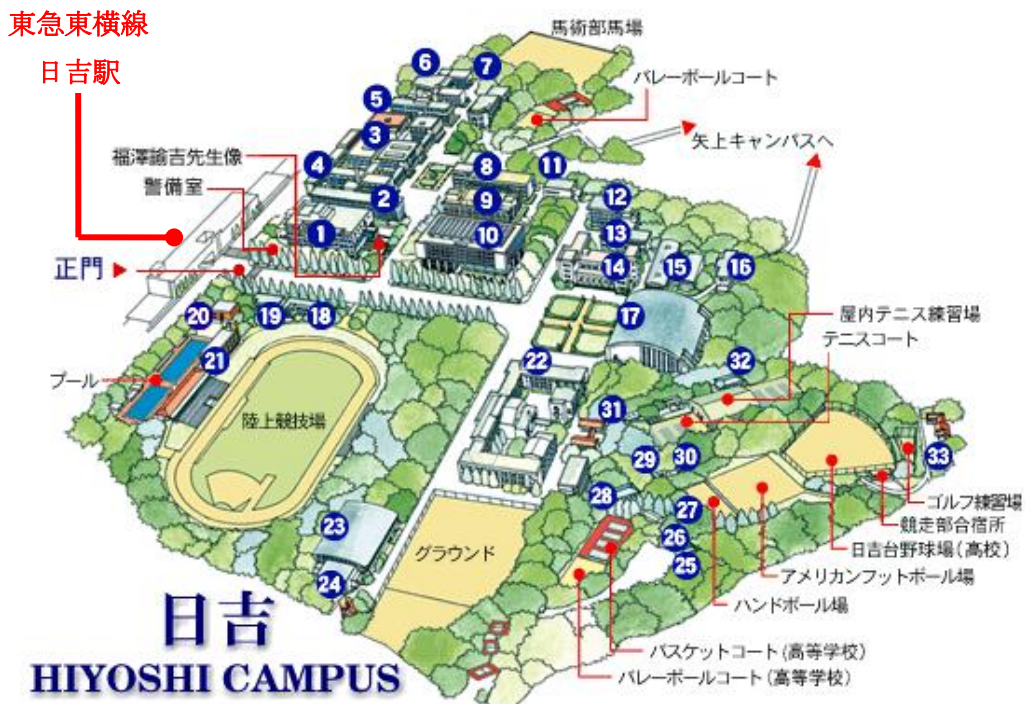 東急東横線
日吉駅
馬術部馬場
バレーボールコート
矢上キャンパスへ
福澤諭吉先生像
警備室
正門
プール
陸上競技場
屋内テニス練習場
テニスコート
グラウンド
ゴルフ練習場
競走部合宿所
日吉台野球場(高校)
アメリカンフットボール場
ハンドボール場
バスケットコート(高等学校)
バレーボールコート(高等学校)
1
2
3
4
5
6
7
8
9
10
11
12
13
14
15
16
17
18
19
20
21
22
23
24
25
26
27
28
29
30
31
32
33
日吉
HIYOSHI CAMPUS